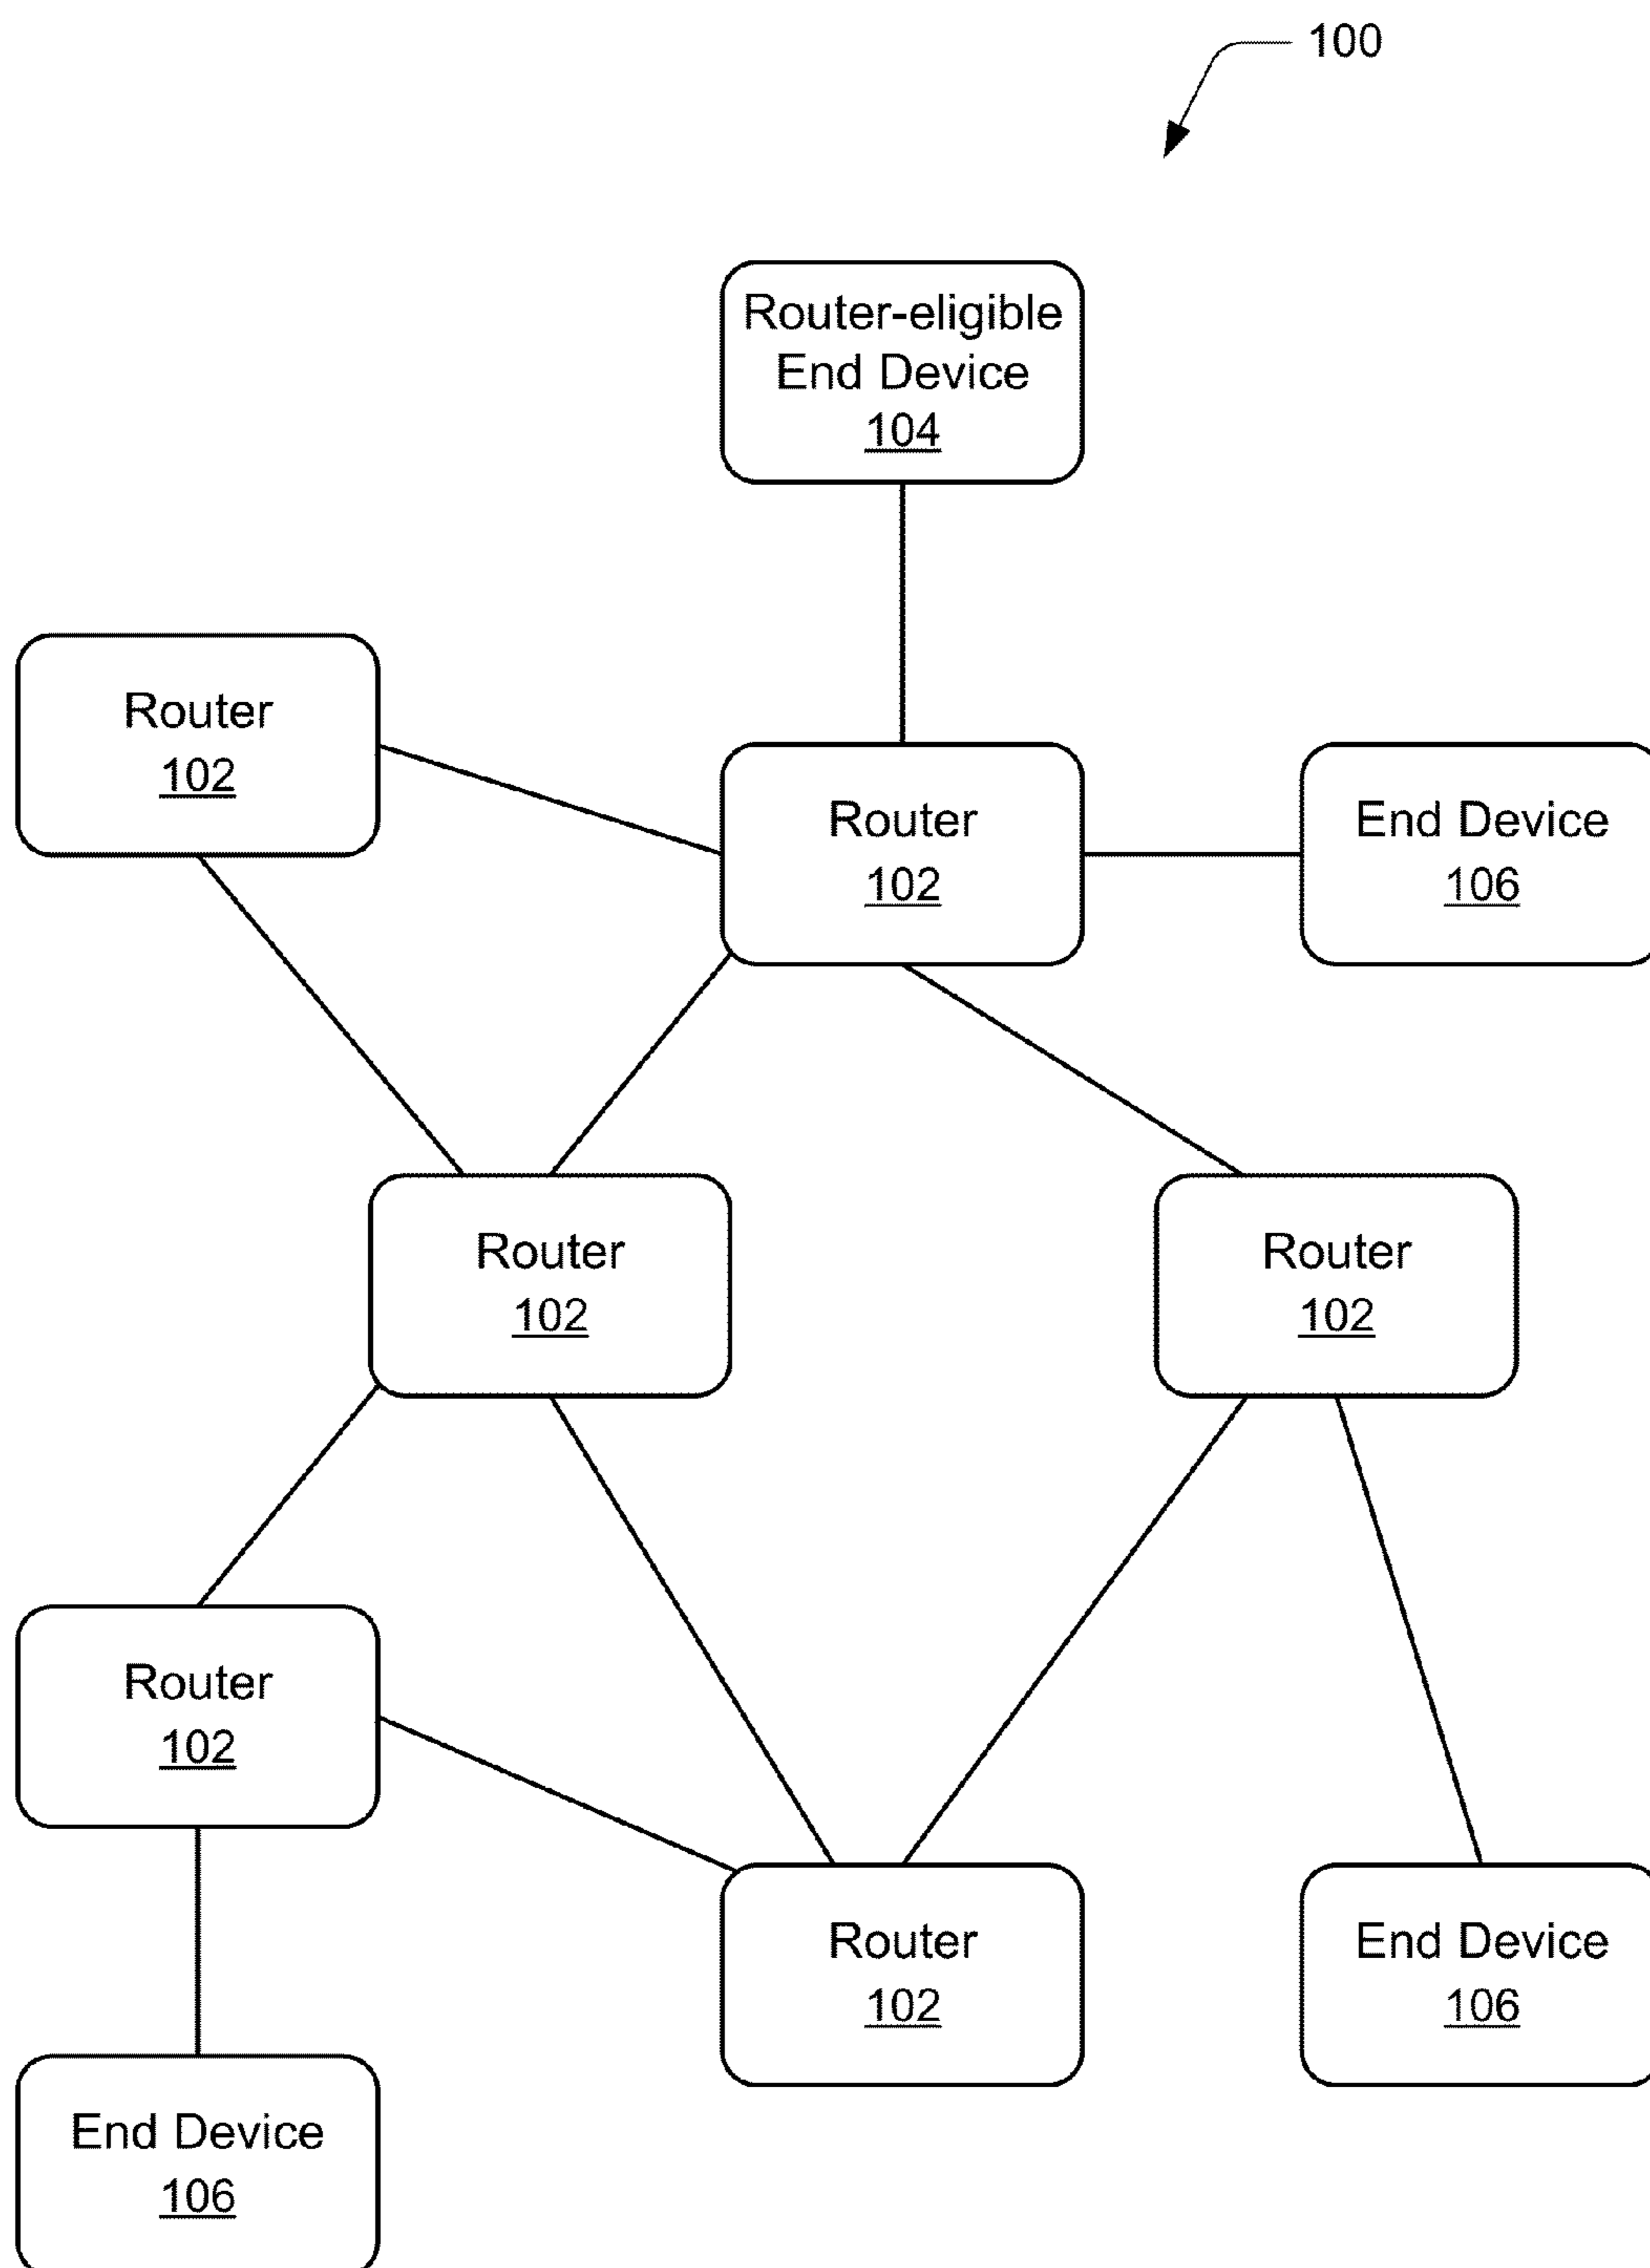 100
Router-eligible
End Device
104
Router
102
Router
102
End Device
106
Router
102
Router
102
Router
102
Router
102
End Device
106
End Device
106